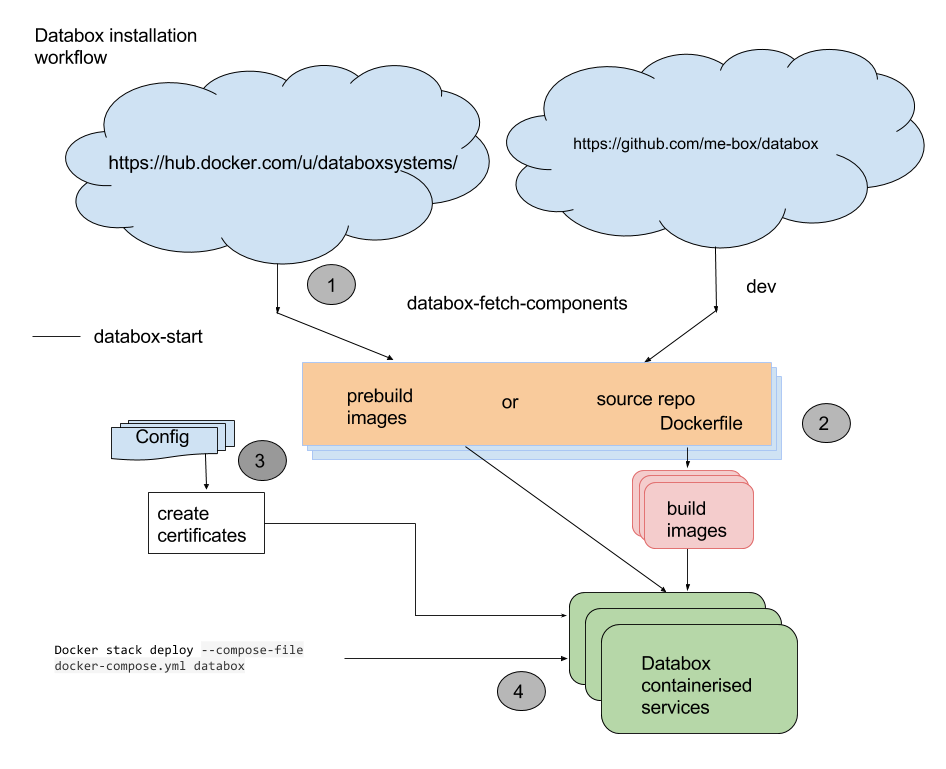 Databox installation
workflow
https://hub.docker.com/u/databoxsystems/
https://github.com/me-box/databox
1
dev
databox-fetch-components
databox-start
prebuild
images
or
source repo
Dockerfile
2
Config
3
create
certificates
build
images
Docker stack deploy --compose-file
docker-compose.yml databox
4
Databox
containerised
services